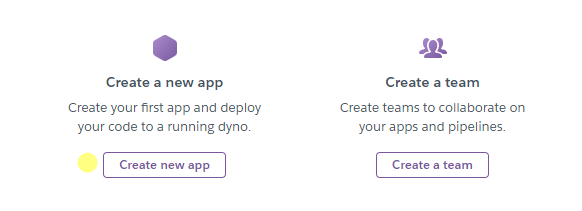 Create a new app
Create your first app and deploy
your code to a running dyno.
Create new app
Create a team
Create teams to collaborate on
your apps and pipelines.
Create a team